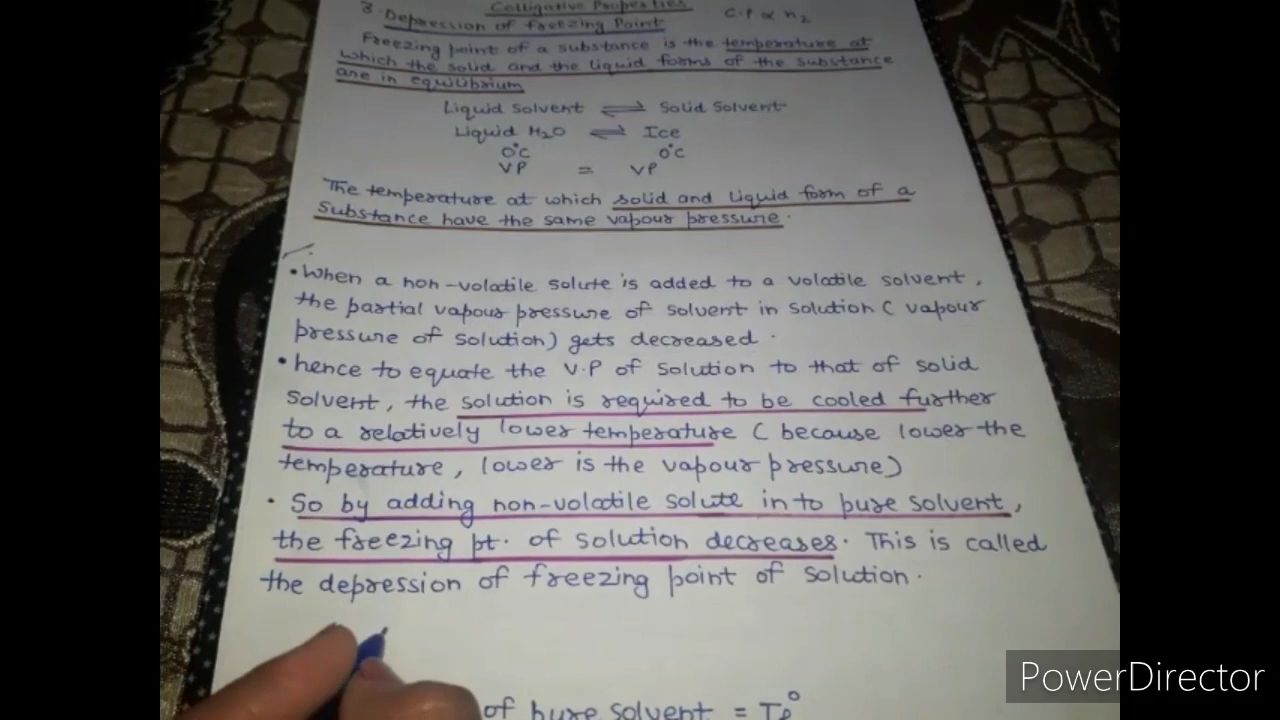 Colligative Properties
3. Depression of freezing Point C.P ∝ n₂
Freezing point of a substance is the temperature at
which the solid and the liquid forms of the substance
are in equilibrium
Liquid Solvent ⇌ Solid Solvent
Liquid H₂O ⇌ Ice
0°C 0°C
VP = VP
The temperature at which solid and liquid form of a
Substance have the same vapour pressure.
• When a non-volatile solute is added to a volatile solvent,
the partial vapour pressure of solvent in solution ( vapour
pressure of solution) gets decreased.
• hence to equate the V.P of solution to that of solid
solvent, the solution is required to be cooled further
to a relatively lower temperature ( because lower the
temperature, lower is the vapour pressure)
• So by adding non-volatile solute in to pure solvent,
the freezing pt. of solution decreases. This is called
the depression of freezing point of solution.
of pure solvent = Tf°
PowerDirector